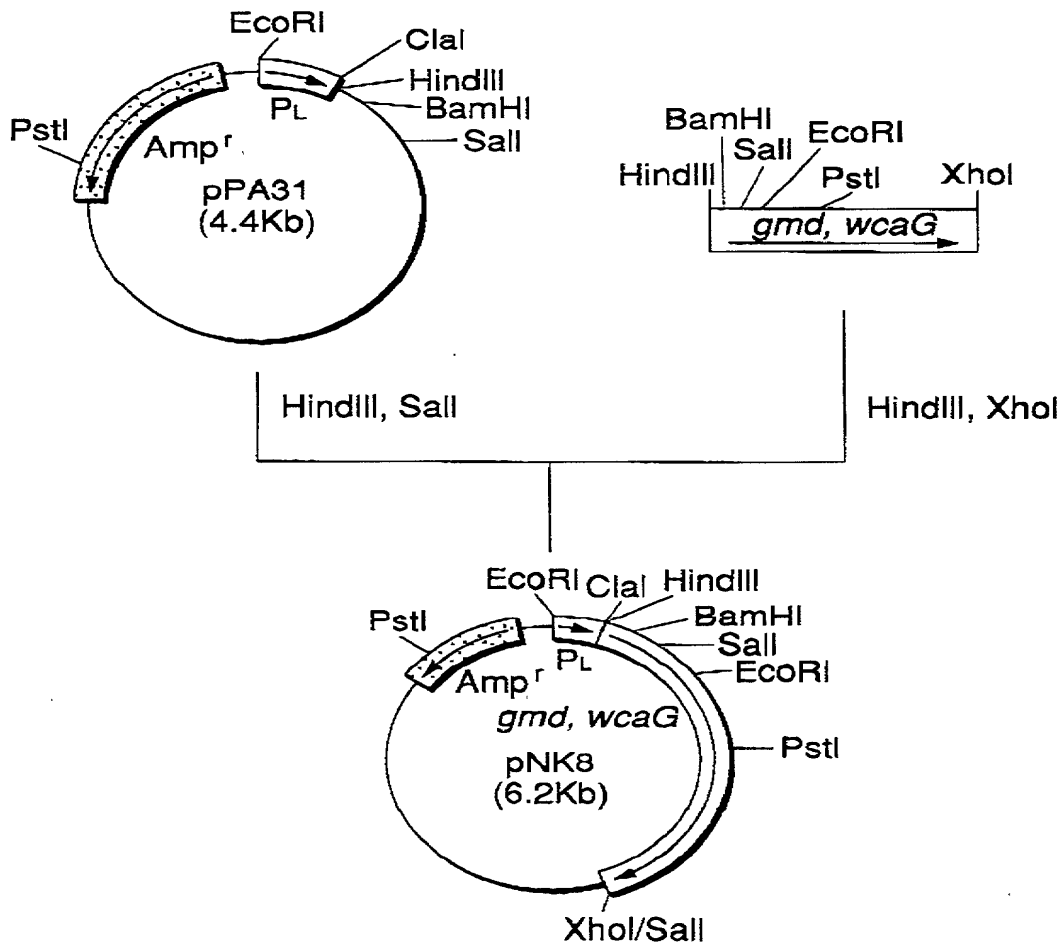 EcoRI
ClaI
HindIII
BamHI
SalI
PL
PstI
Amp r
pPA31
(4.4Kb)
BamHI
SalI
EcoRI
HindIII
PstI
XhoI
gmd, wcaG
HindIII, SalI
HindIII, XhoI
EcoRI
ClaI
HindIII
BamHI
SalI
EcoRI
PstI
PL
Amp r
gmd, wcaG
PstI
pNK8
(6.2Kb)
XhoI/SalI